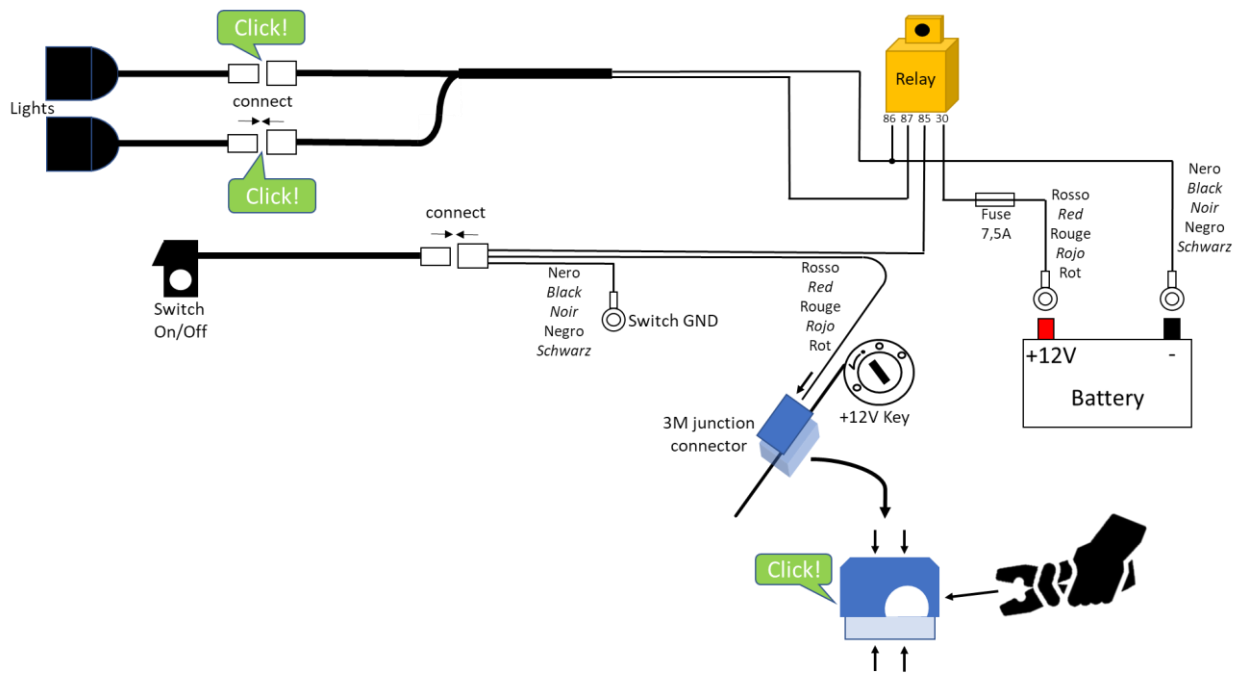 Click!
Lights
connect
Click!
Relay
86 87 85 30
Nero
Black
Noir
Negro
Schwarz
Fuse
7,5A
Rosso
Red
Rouge
Rojo
Rot
connect
Switch
On/Off
Nero
Black
Noir
Negro
Schwarz
Switch GND
Rosso
Red
Rouge
Rojo
Rot
+12V -
Battery
+12V Key
3M junction
connector
Click!